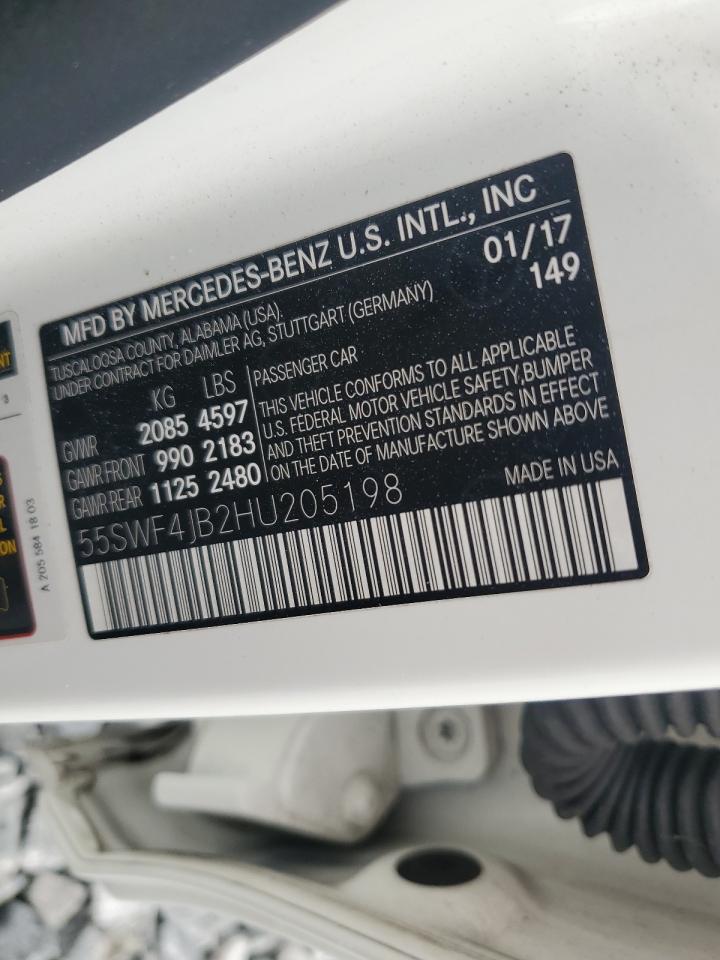 MFD BY MERCEDES-BENZ U.S. INTL., INC
TUSCALOOSA COUNTY, ALABAMA (USA).
UNDER CONTRACT FOR DAIMLER AG, STUTTGART (GERMANY)
01/17
149
KG LBS
GVWR 2085 4597
GAWR FRONT 990 2183
GAWR REAR 1125 2480
PASSENGER CAR
THIS VEHICLE CONFORMS TO ALL APPLICABLE
U.S. FEDERAL MOTOR VEHICLE SAFETY, BUMPER
AND THEFT PREVENTION STANDARDS IN EFFECT
ON THE DATE OF MANUFACTURE SHOWN ABOVE
55SWF4JB2HU205198
MADE IN USA
A 205 584 18 03